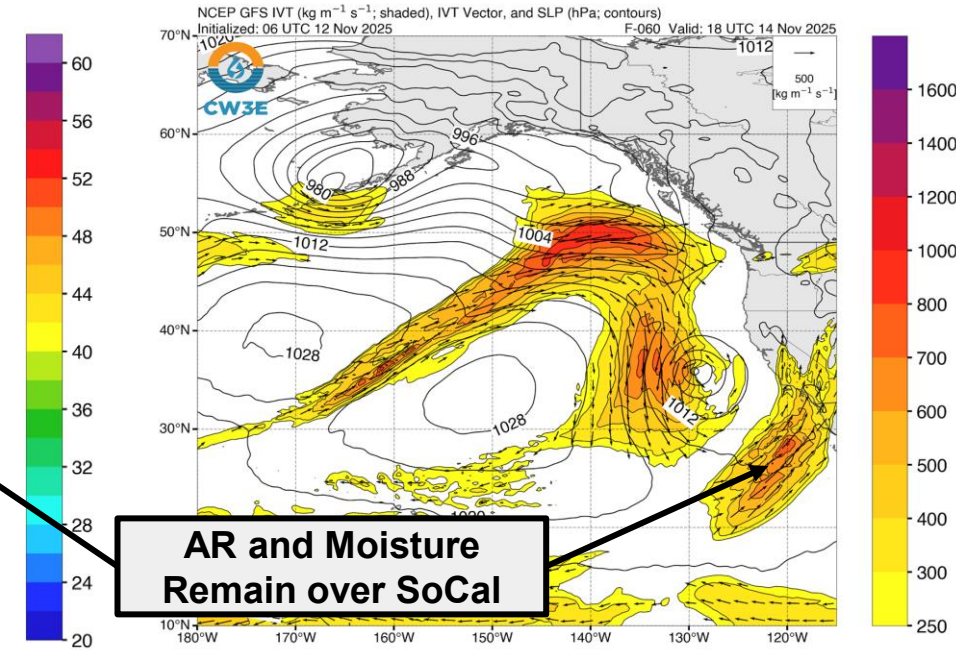 NCEP GFS IVT (kg m⁻¹ s⁻¹; shaded), IVT Vector, and SLP (hPa; contours)
Initialized: 06 UTC 12 Nov 2025 F-060 Valid: 18 UTC 14 Nov 2025
70°N
60°N
50°N
40°N
30°N
10°N
180°W 170°W 160°W 150°W 140°W 130°W 120°W
CW3E
500
[kg m⁻¹ s⁻¹]
1020
1012
996
988
980
1012
1004
1028
1028
1012
AR and Moisture
Remain over SoCal
60
56
52
48
44
40
36
32
28
24
20
1600
1400
1200
1000
800
700
600
500
400
300
250